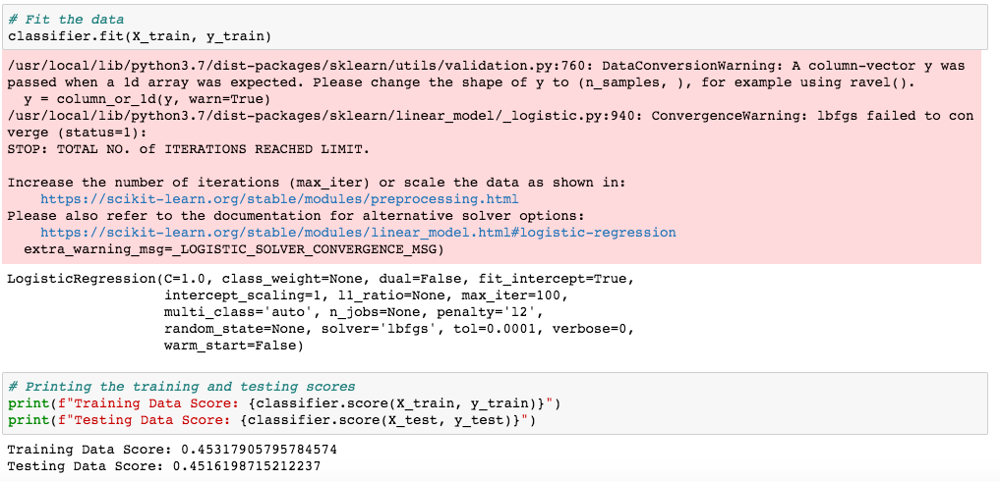 # Fit the data
classifier.fit(X_train, y_train)
/usr/local/lib/python3.7/dist-packages/sklearn/utils/validation.py:760: DataConversionWarning: A column-vector y was
passed when a 1d array was expected. Please change the shape of y to (n_samples, ), for example using ravel().
  y = column_or_1d(y, warn=True)
/usr/local/lib/python3.7/dist-packages/sklearn/linear_model/_logistic.py:940: ConvergenceWarning: lbfgs failed to con
verge (status=1):
STOP: TOTAL NO. of ITERATIONS REACHED LIMIT.

Increase the number of iterations (max_iter) or scale the data as shown in:
    https://scikit-learn.org/stable/modules/preprocessing.html
Please also refer to the documentation for alternative solver options:
    https://scikit-learn.org/stable/modules/linear_model.html#logistic-regression
  extra_warning_msg=_LOGISTIC_SOLVER_CONVERGENCE_MSG)
LogisticRegression(C=1.0, class_weight=None, dual=False, fit_intercept=True,
                   intercept_scaling=1, l1_ratio=None, max_iter=100,
                   multi_class='auto', n_jobs=None, penalty='l2',
                   random_state=None, solver='lbfgs', tol=0.0001, verbose=0,
                   warm_start=False)
# Printing the training and testing scores
print(f"Training Data Score: {classifier.score(X_train, y_train)}")
print(f"Testing Data Score: {classifier.score(X_test, y_test)}")
Training Data Score: 0.45317905795784574
Testing Data Score: 0.4516198715212237